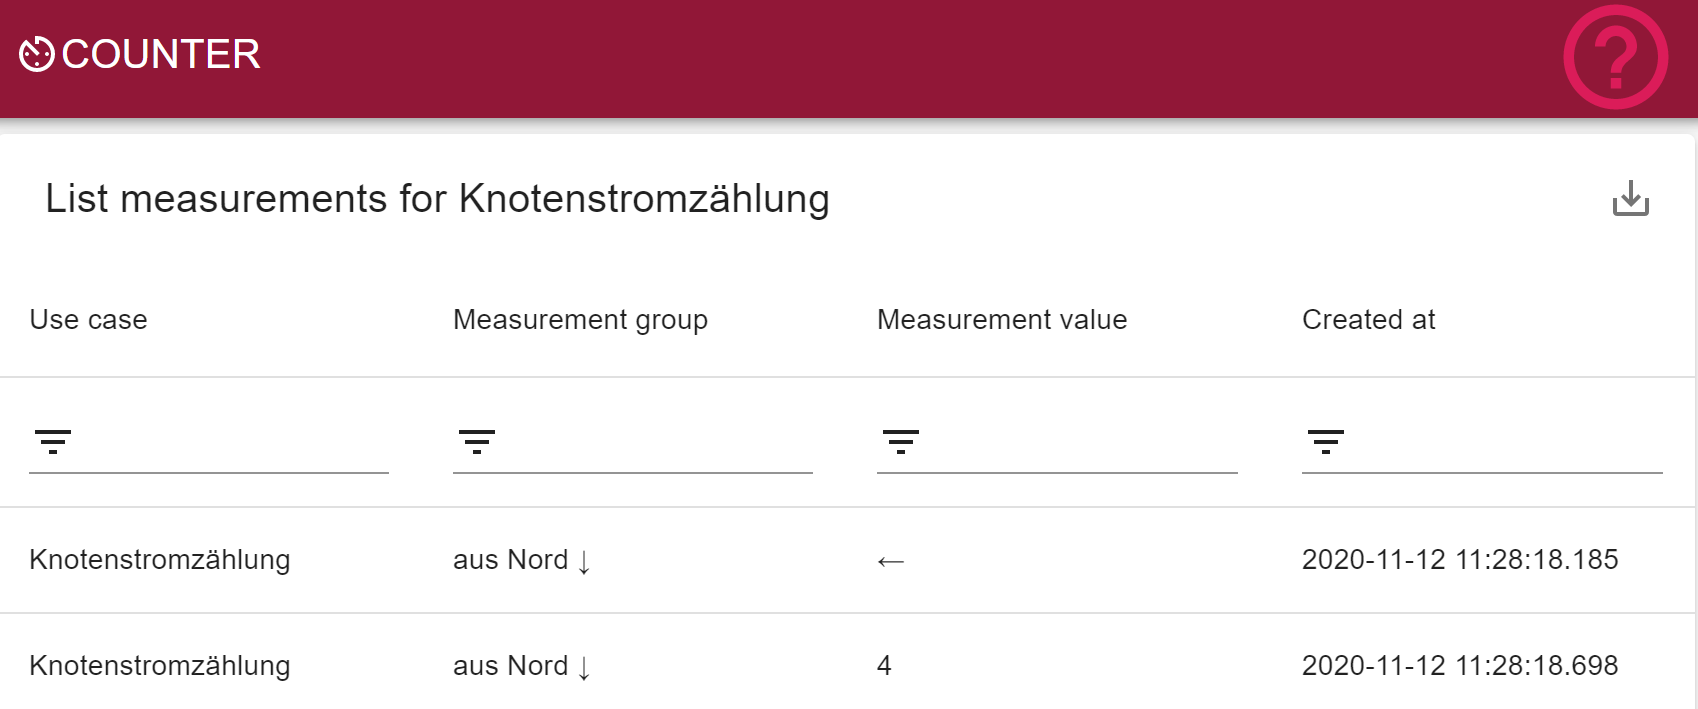 COUNTER
?
List measurements for Knotenstromzählung
Use case Measurement group Measurement value Created at
Knotenstromzählung aus Nord ↓ ← 2020-11-12 11:28:18.185
Knotenstromzählung aus Nord ↓ 4 2020-11-12 11:28:18.698